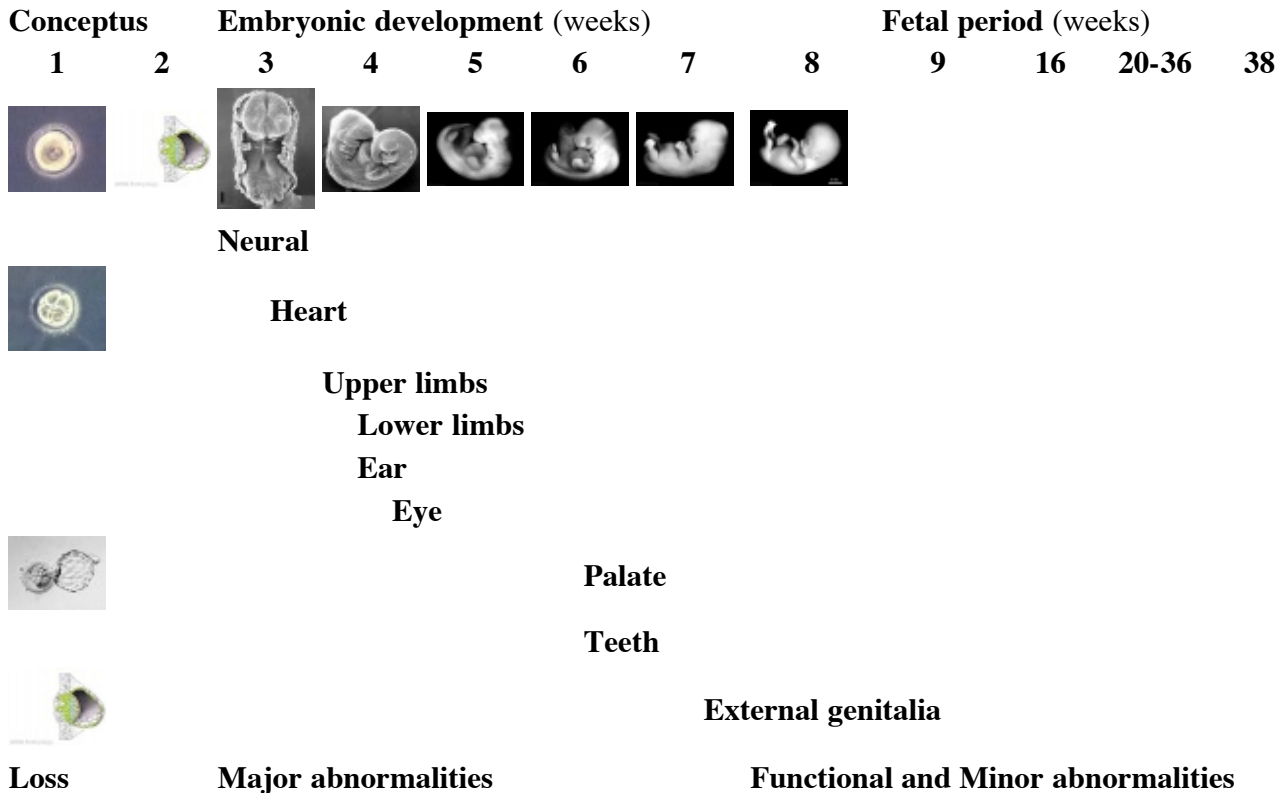 Conceptus Embryonic development (weeks) Fetal period (weeks)
1 2 3 4 5 6 7 8 9 16 20-36 38
Neural
Heart
Upper limbs
Lower limbs
Ear
Eye
Palate
Teeth
External genitalia
Loss Major abnormalities Functional and Minor abnormalities